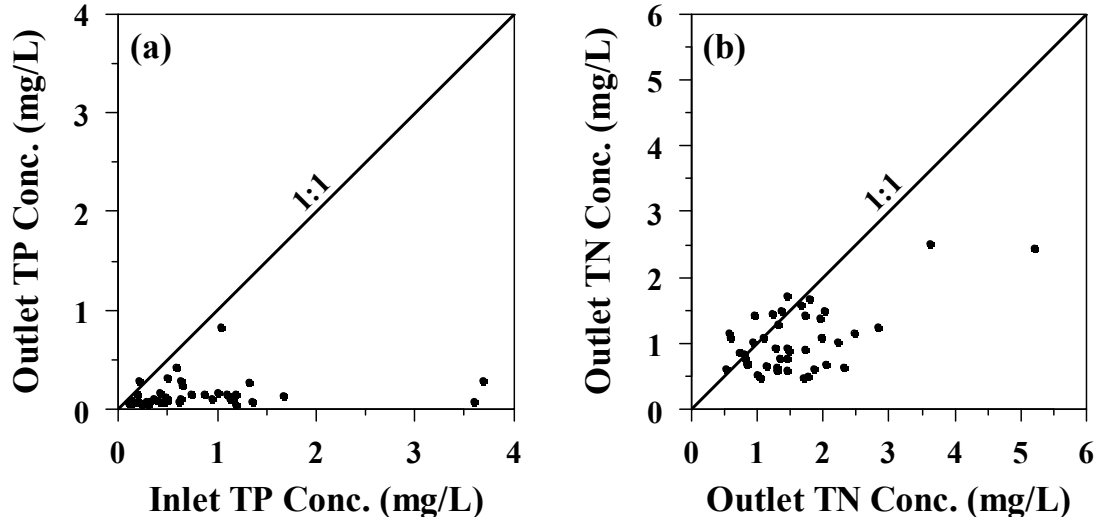 (a)
1:1
Outlet TP Conc. (mg/L)
4
3
2
1
0
0 1 2 3 4
Inlet TP Conc. (mg/L)
(b)
1:1
Outlet TN Conc. (mg/L)
6
5
4
3
2
1
0
0 1 2 3 4 5 6
Outlet TN Conc. (mg/L)